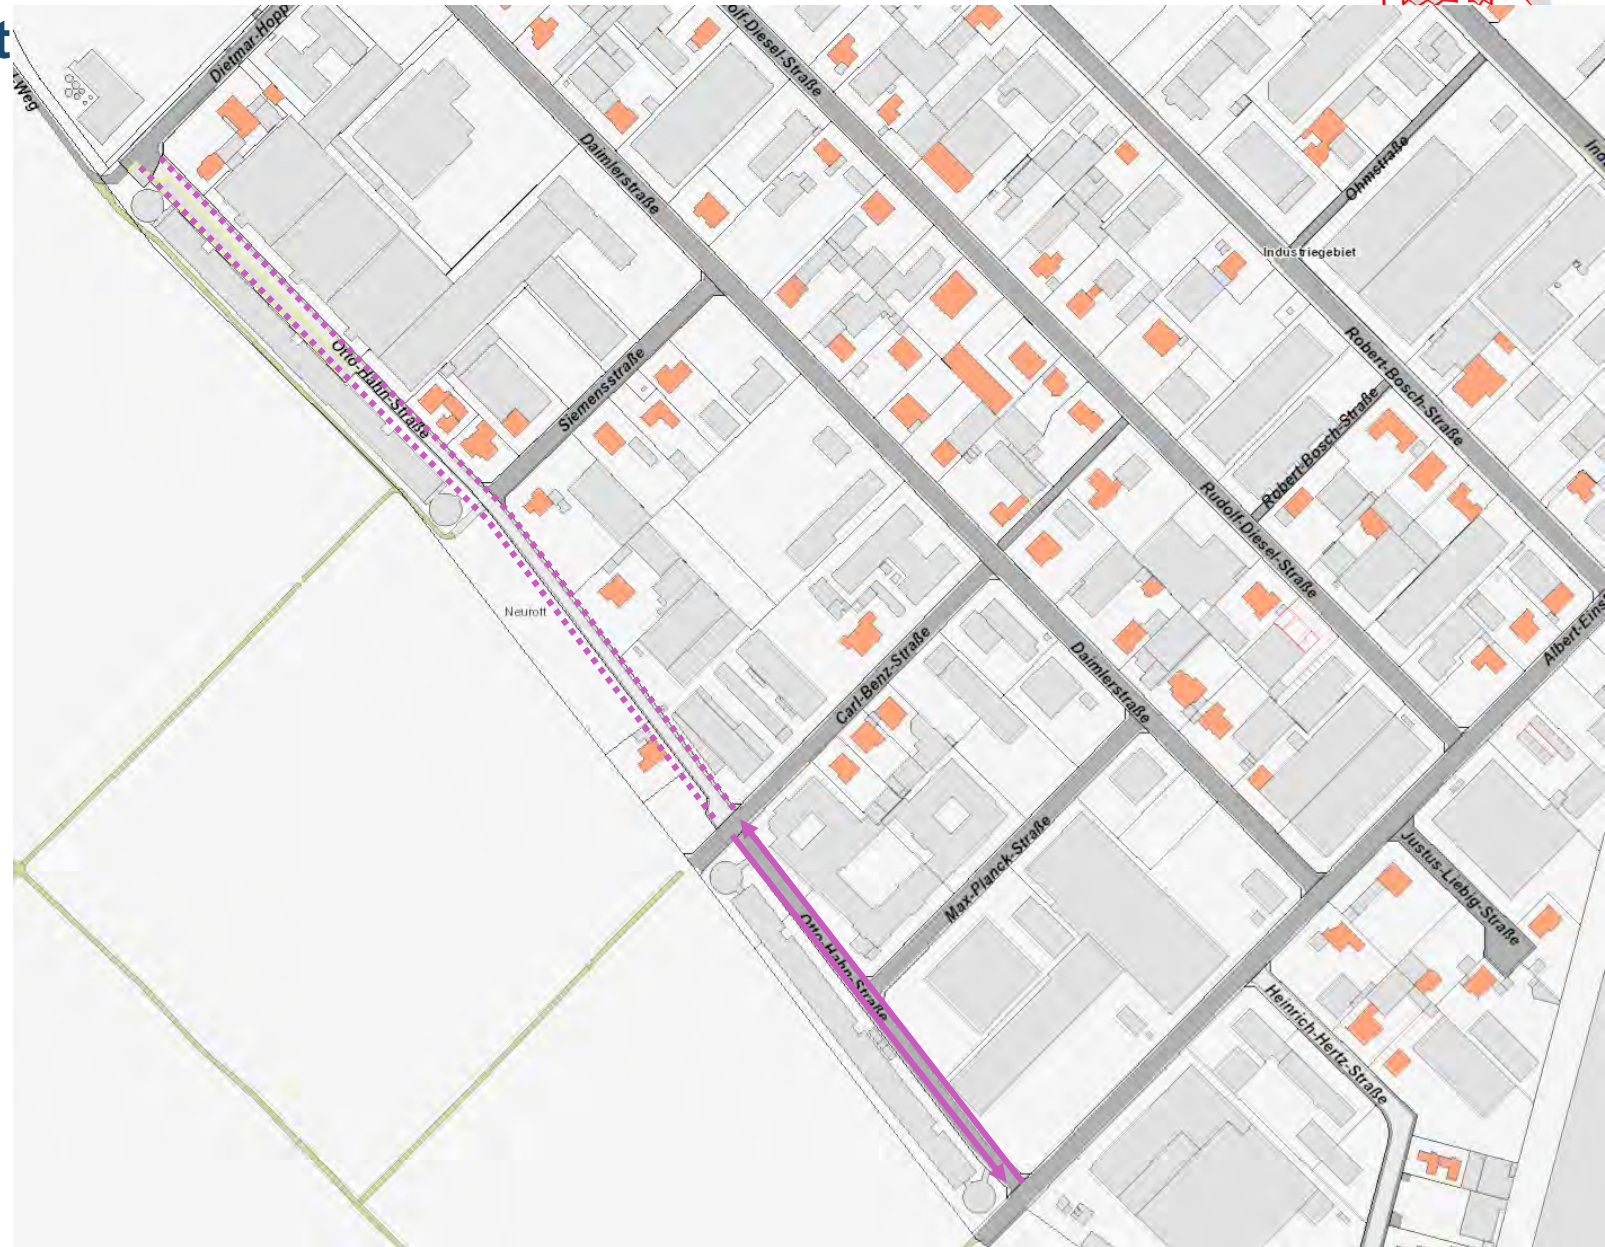 t
Dietmar-Hopp
l-Weg
olf-Diesel-Straße
Daimlerstraße
Ohmstraße
Industriegebiet
Otto-Hahn-Straße
Siemensstraße
Robert-Bosch-Straße
Robert-Bosch-Straße
Rudolf-Diesel-Straße
Neurott
Albert-Einst
Carl-Benz-Straße
Daimlerstraße
Max-Planck-Straße
Justus-Liebig-Straße
Otto-Hahn-Straße
Heinrich-Hertz-Straße